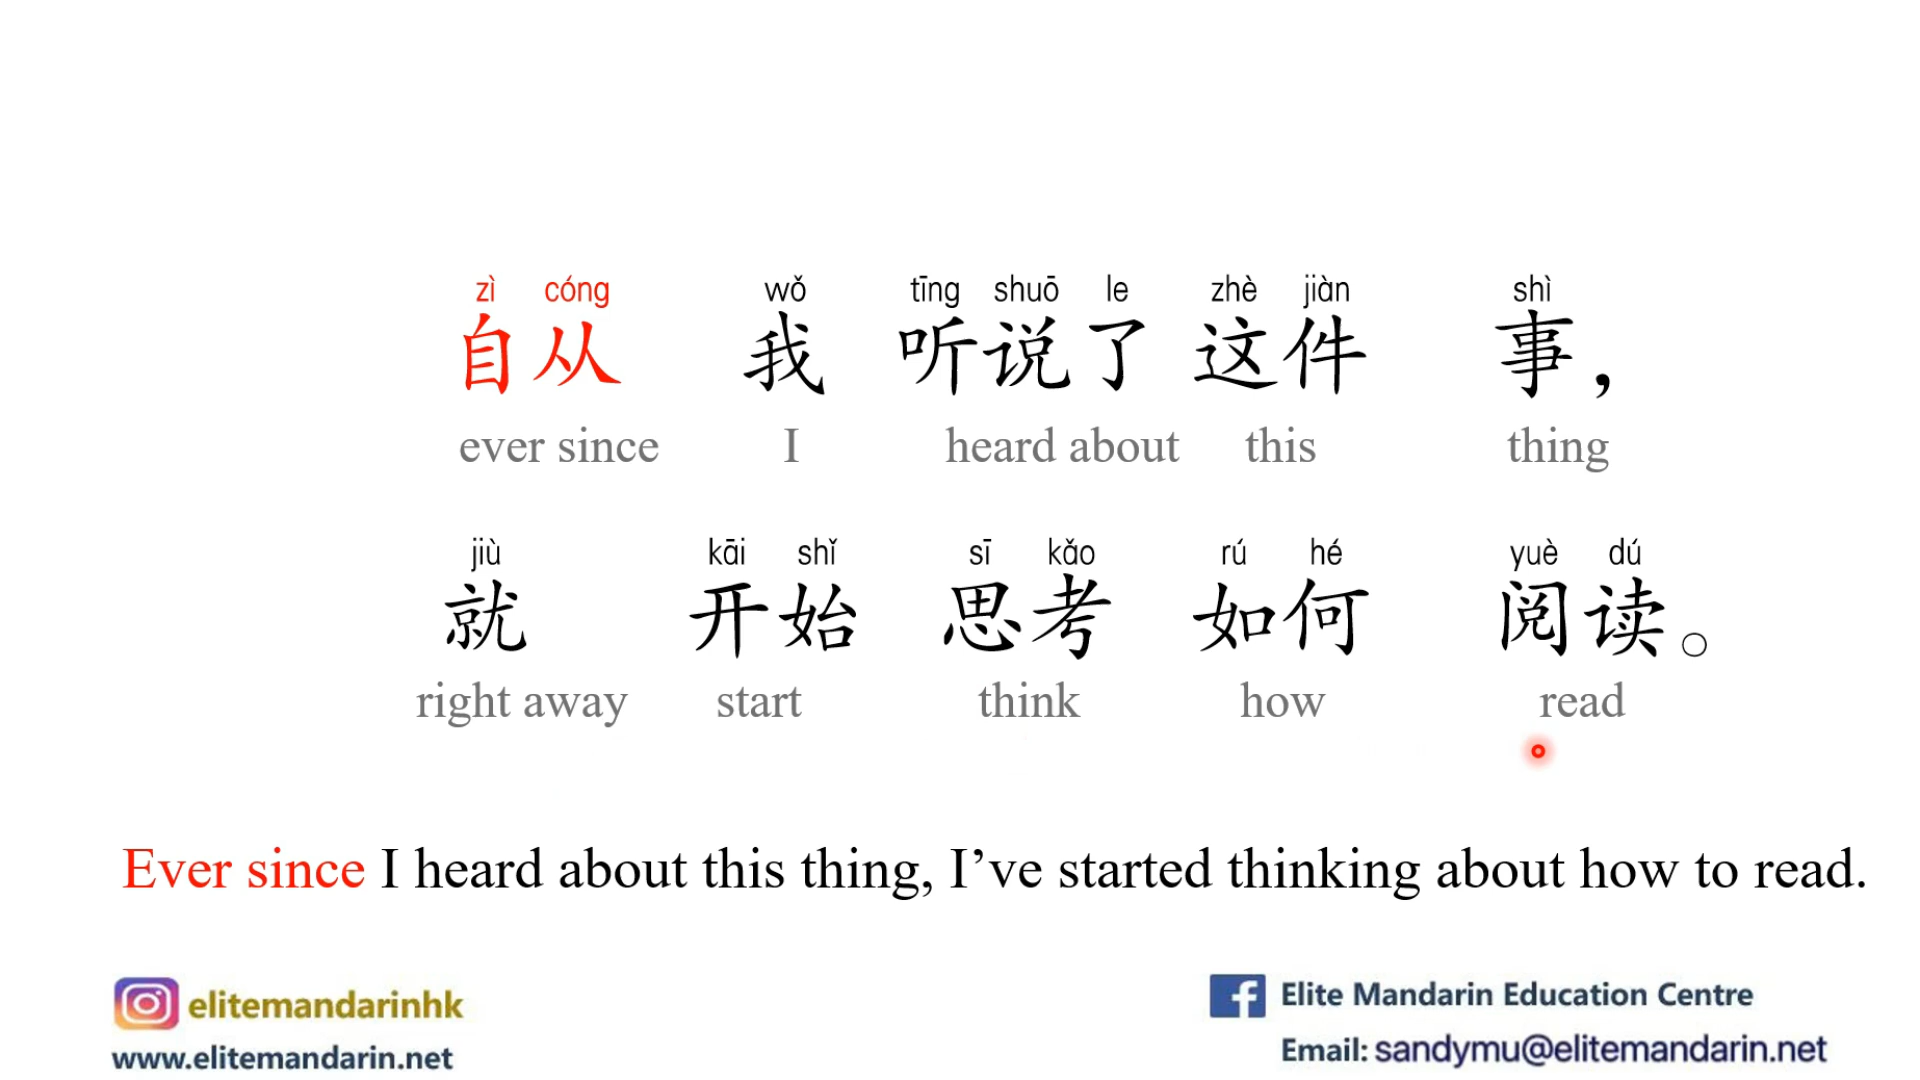 zì cóng wǒ tīng shuō le zhè jiàn shì
自从 我 听说了 这件 事，
ever since I heard about this thing
jiù kāi shǐ sī kǎo rú hé yuè dú
就 开始 思考 如何 阅读。
right away start think how read
Ever since I heard about this thing, I’ve started thinking about how to read.
elitemandarinhk
www.elitemandarin.net
Elite Mandarin Education Centre
Email: sandymu@elitemandarin.net